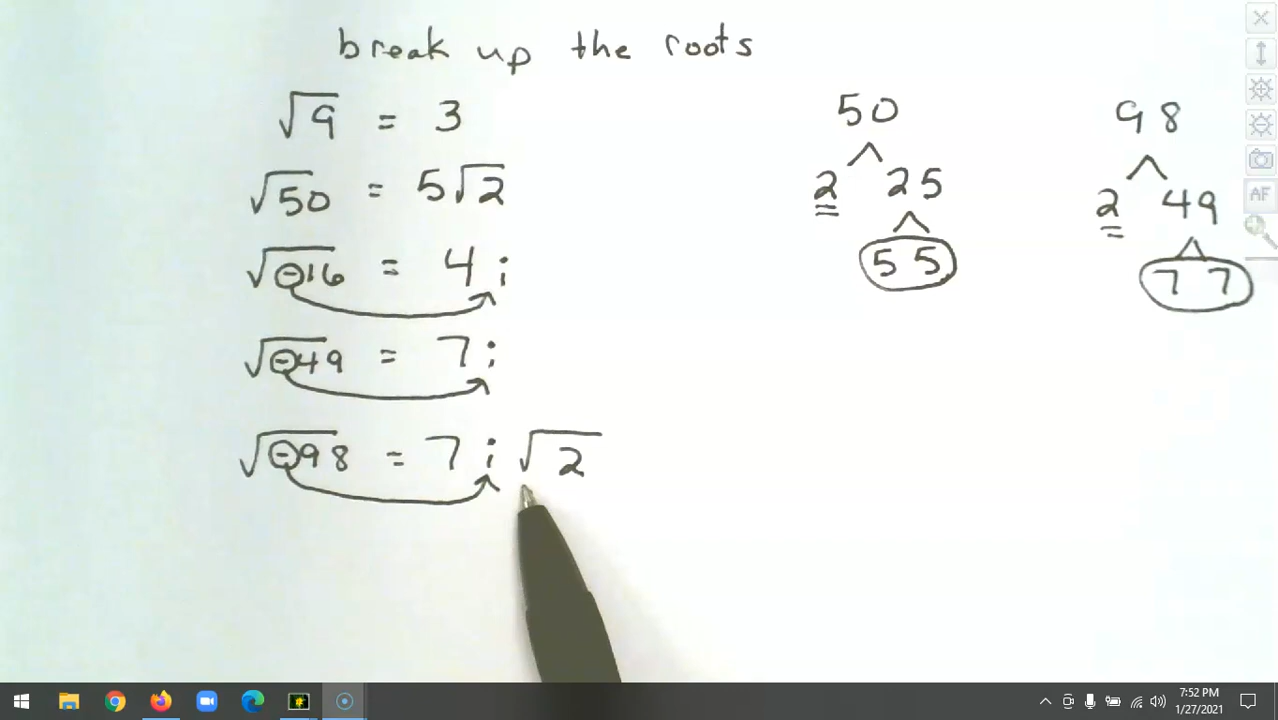 break up the roots
√9 = 3
√50 = 5√2
√-16 = 4i
√-49 = 7i
√-98 = 7i√2
50
2 25
5 5
98
2 49
7 7
AF
7:52 PM
1/27/2021